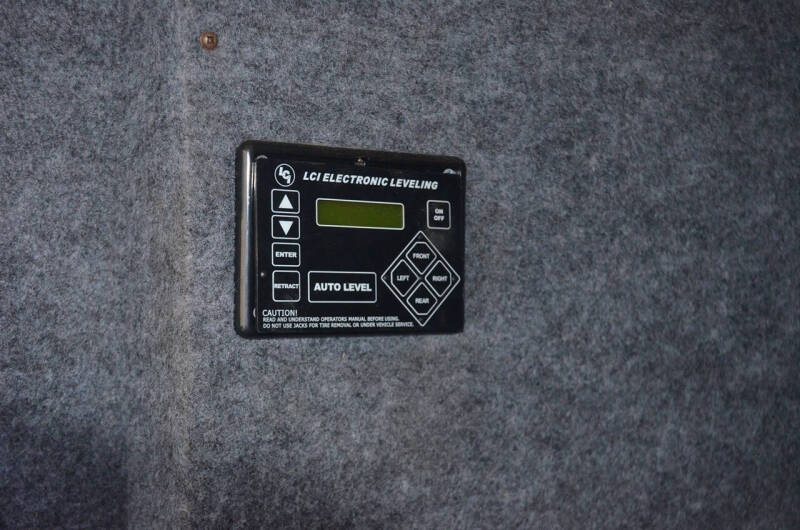 LCI
LCI ELECTRONIC LEVELING
ON
OFF
ENTER
FRONT
LEFT
RIGHT
REAR
RETRACT
AUTO LEVEL
CAUTION!
READ AND UNDERSTAND OPERATORS MANUAL BEFORE USING.
DO NOT USE JACKS FOR TIRE REMOVAL OR UNDER VEHICLE SERVICE.